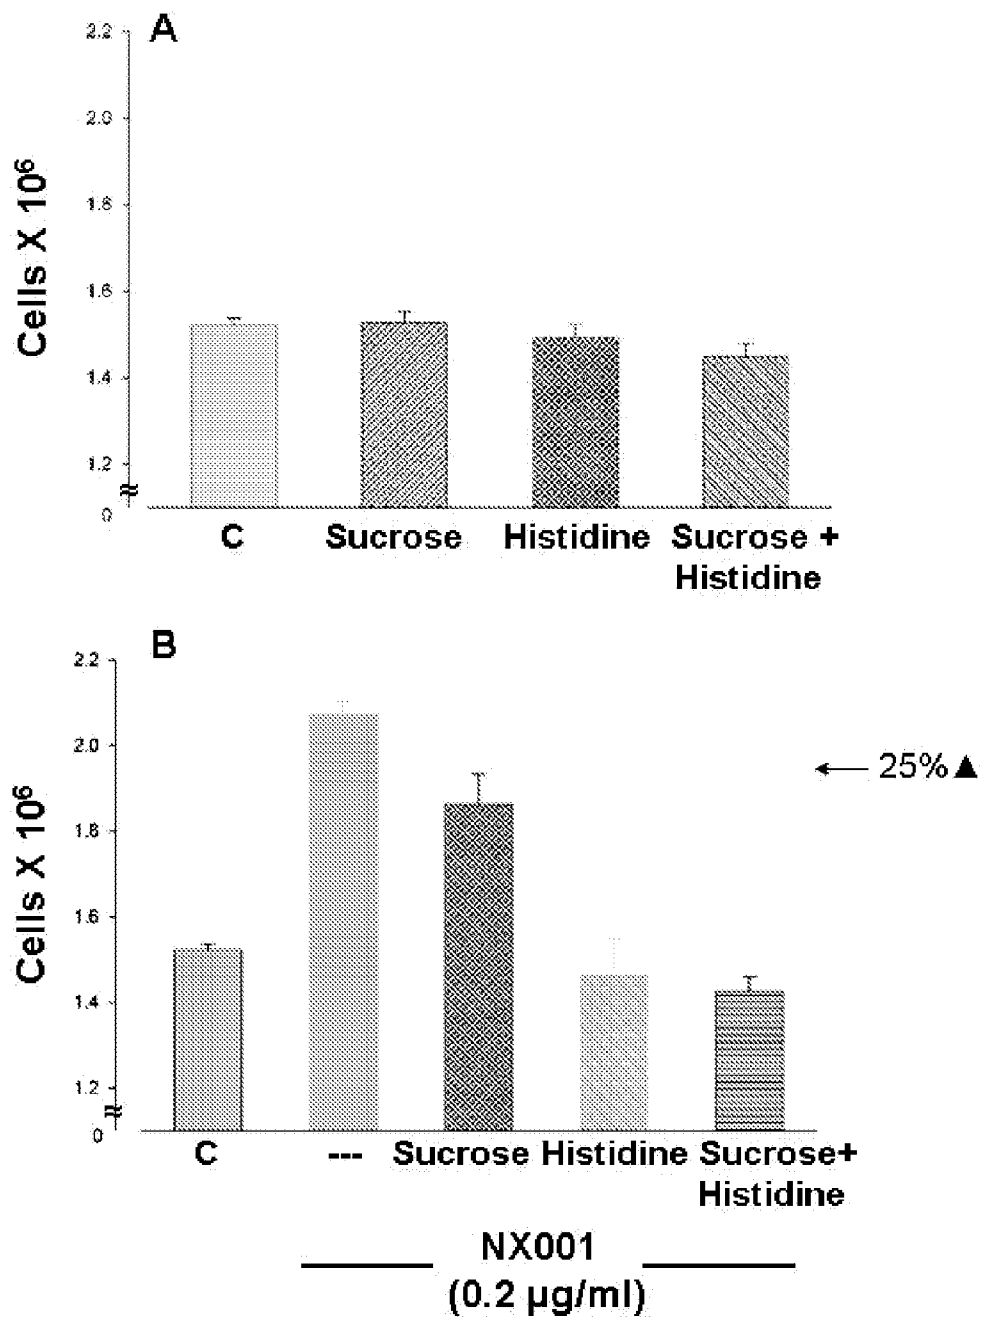 A
2.2
2.0
1.8
1.6
1.4
1.2
0
Cells X 10⁶
C Sucrose Histidine Sucrose +
Histidine
B
2.2
2.0
1.8
1.6
1.4
1.2
0
Cells X 10⁶
25%▲
C --- Sucrose Histidine Sucrose+
Histidine
NX001
(0.2 µg/ml)